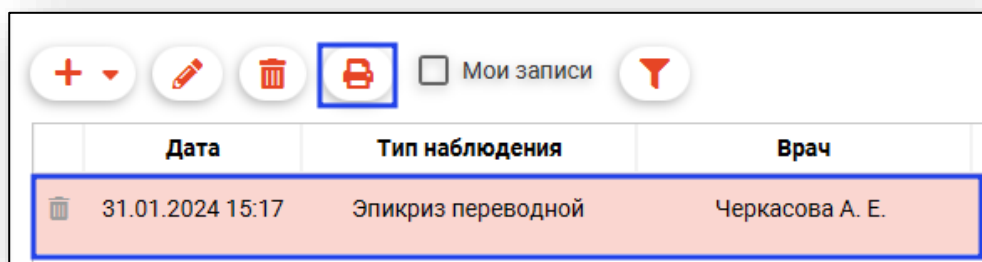 Мои записи
Дата Тип наблюдения Врач
31.01.2024 15:17 Эпикриз переводной Черкасова А. Е.